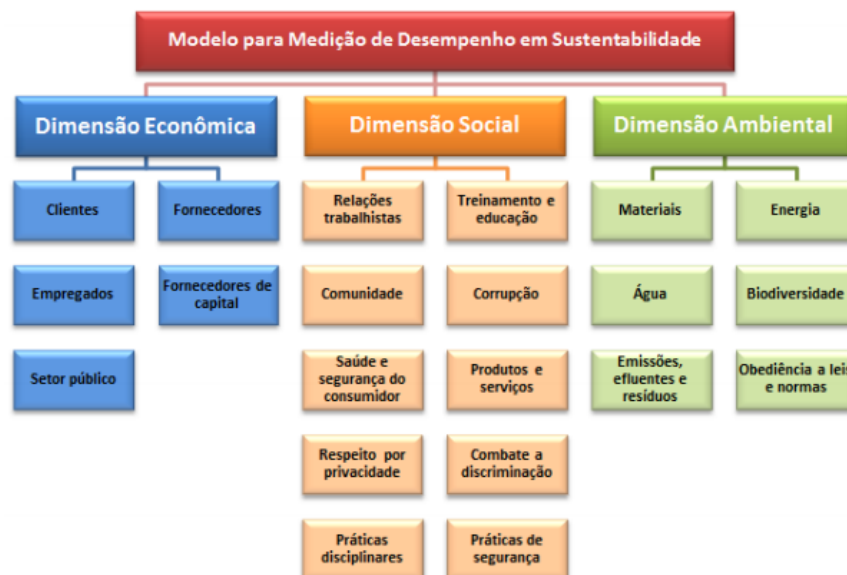 Modelo para Medição de Desempenho em Sustentabilidade
Dimensão Econômica
Dimensão Social
Dimensão Ambiental
Clientes
Fornecedores
Relações
trabalhistas
Treinamento e
educação
Materiais
Energia
Empregados
Fornecedores de
capital
Comunidade
Corrupção
Água
Biodiversidade
Setor público
Saúde e
segurança do
consumidor
Produtos e
serviços
Emissões,
efluentes e
resíduos
Obediência a leis
e normas
Respeito por
privacidade
Combate a
discriminação
Práticas
disciplinares
Práticas de
segurança